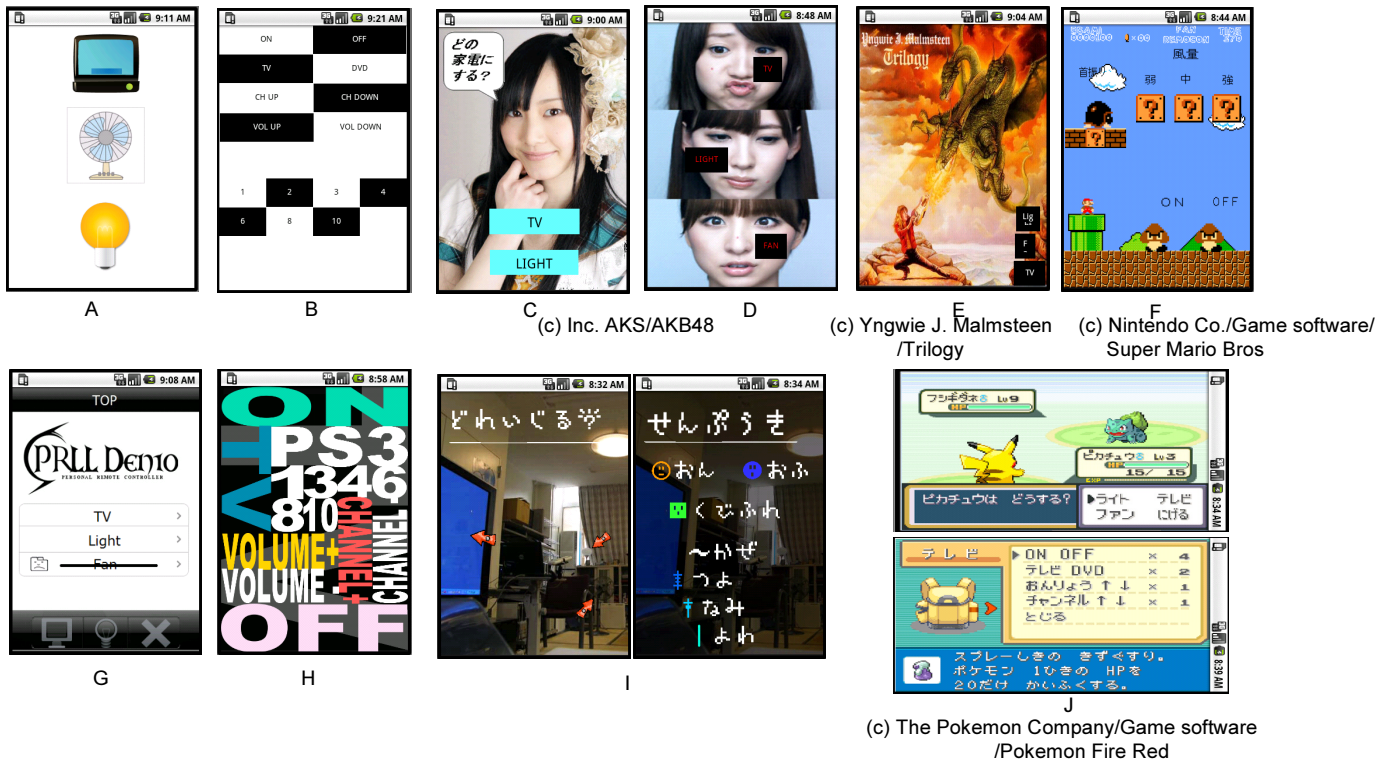 9:11 AM
A
9:21 AM
ON OFF
TV DVD
CH UP CH DOWN
VOL UP VOL DOWN
1 2 3 4
6 8 10
B
9:00 AM
どの
家電に
する?
TV
LIGHT
C
8:48 AM
TV
LIGHT
FAN
D
(c) Inc. AKS/AKB48
9:04 AM
Yngwie J. Malmsteen
Trilogy
Lig
F
TV
E
(c) Yngwie J. Malmsteen
/Trilogy
8:44 AM
FAN
風量
首振り
弱 中 強
? ? ?
?
ON OFF
F
(c) Nintendo Co./Game software/
Super Mario Bros
9:08 AM
TOP
PRLL DEMO
PERSONAL REMOTE CONTROLLER
TV
Light
Fan
G
8:58 AM
ON
TV
PS3
1346
810
CHANNEL+
CHANNEL -
VOLUME+
VOLUME -
OFF
H
8:32 AM
どれいぐる
8:34 AM
せんぷうき
おん おふ
くびふれ
〜かぜ
つよ
なみ
よわ
I
フシギダネ♂ Lv9
HP
ピカチュウ♂ Lv3
HP
15/ 15
EXP
ピカチュウは どうする?
▶ライト テレビ
ファン にげる
8:34 AM
テレビ
▶ON OFF × 4
テレビ DVD × 2
おんりょう ↑ ↓ × 1
チャンネル ↑ ↓ × 1
とじる
スプレーしきの きずぐすり。
ポケモン 1ひきの HPを
20だけ かいふくする。
8:39 AM
J
(c) The Pokemon Company/Game software
/Pokemon Fire Red